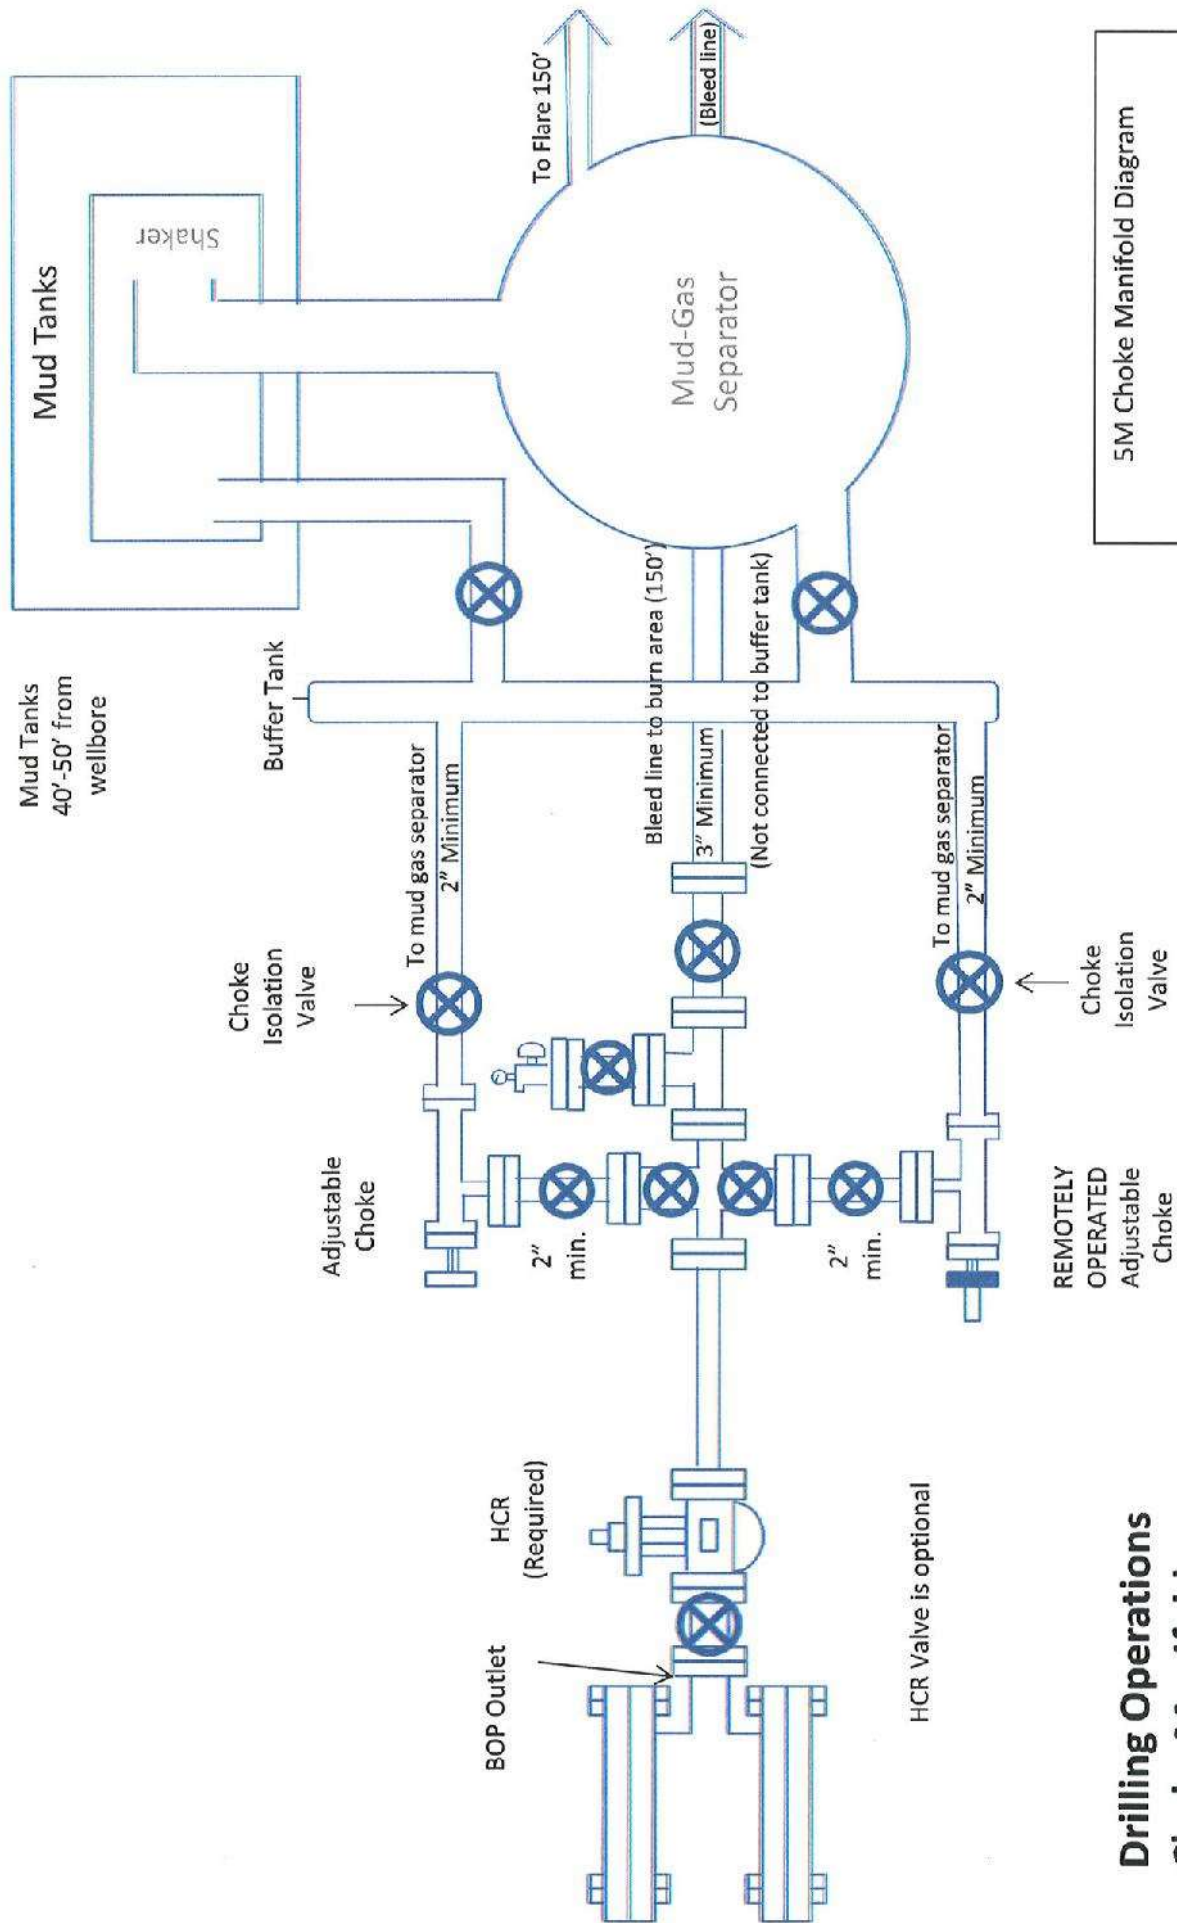 Mud Tanks
40'-50' from
wellbore
Mud Tanks
Shaker
Buffer Tank
Choke
Isolation
Valve
Adjustable
Choke
To mud gas separator
2" Minimum
To Flare 150'
HCR
(Required)
BOP Outlet
2"
min.
Bleed line to burn area (150')
3" Minimum
(Not connected to buffer tank)
Mud-Gas
Separator
(Bleed line)
2"
min.
HCR Valve is optional
To mud gas separator
2" Minimum
REMOTELY
OPERATED
Adjustable
Choke
Choke
Isolation
Valve
5M Choke Manifold Diagram
Drilling Operations